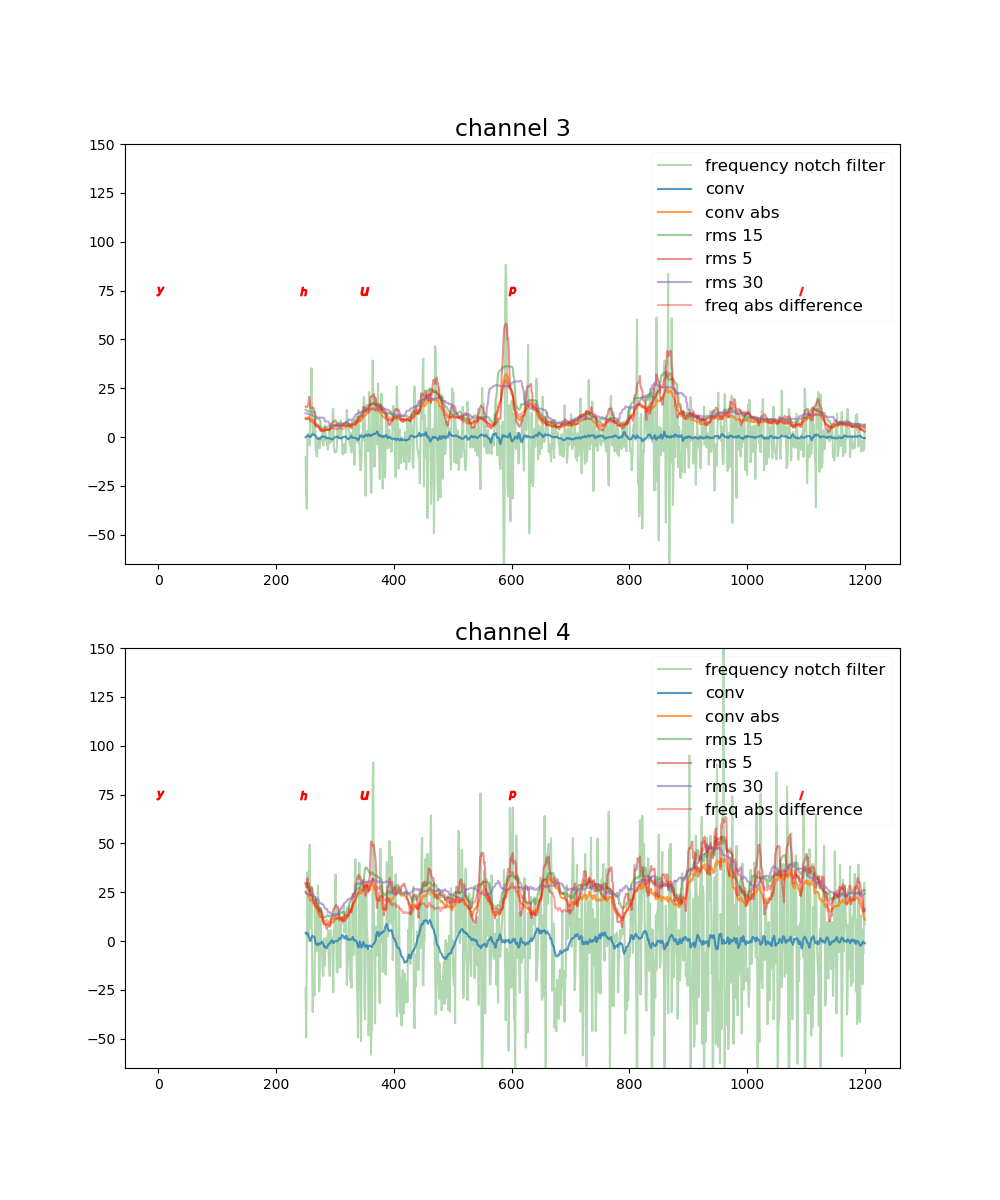 channel 3
150
125
100
75
50
25
0
−25
−50
frequency notch filter
conv
conv abs
rms 15
rms 5
rms 30
freq abs difference
y h u p l
0 200 400 600 800 1000 1200
channel 4
150
125
100
75
50
25
0
−25
−50
frequency notch filter
conv
conv abs
rms 15
rms 5
rms 30
freq abs difference
y h u p l
0 200 400 600 800 1000 1200